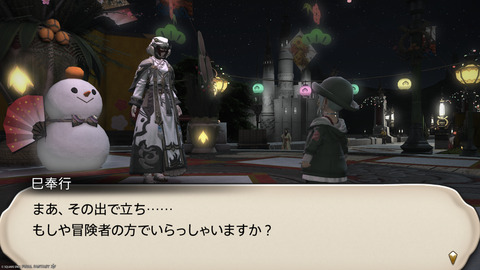 巳奉行
まあ、その出で立ち……
もしや冒険者の方でいらっしゃいますか？